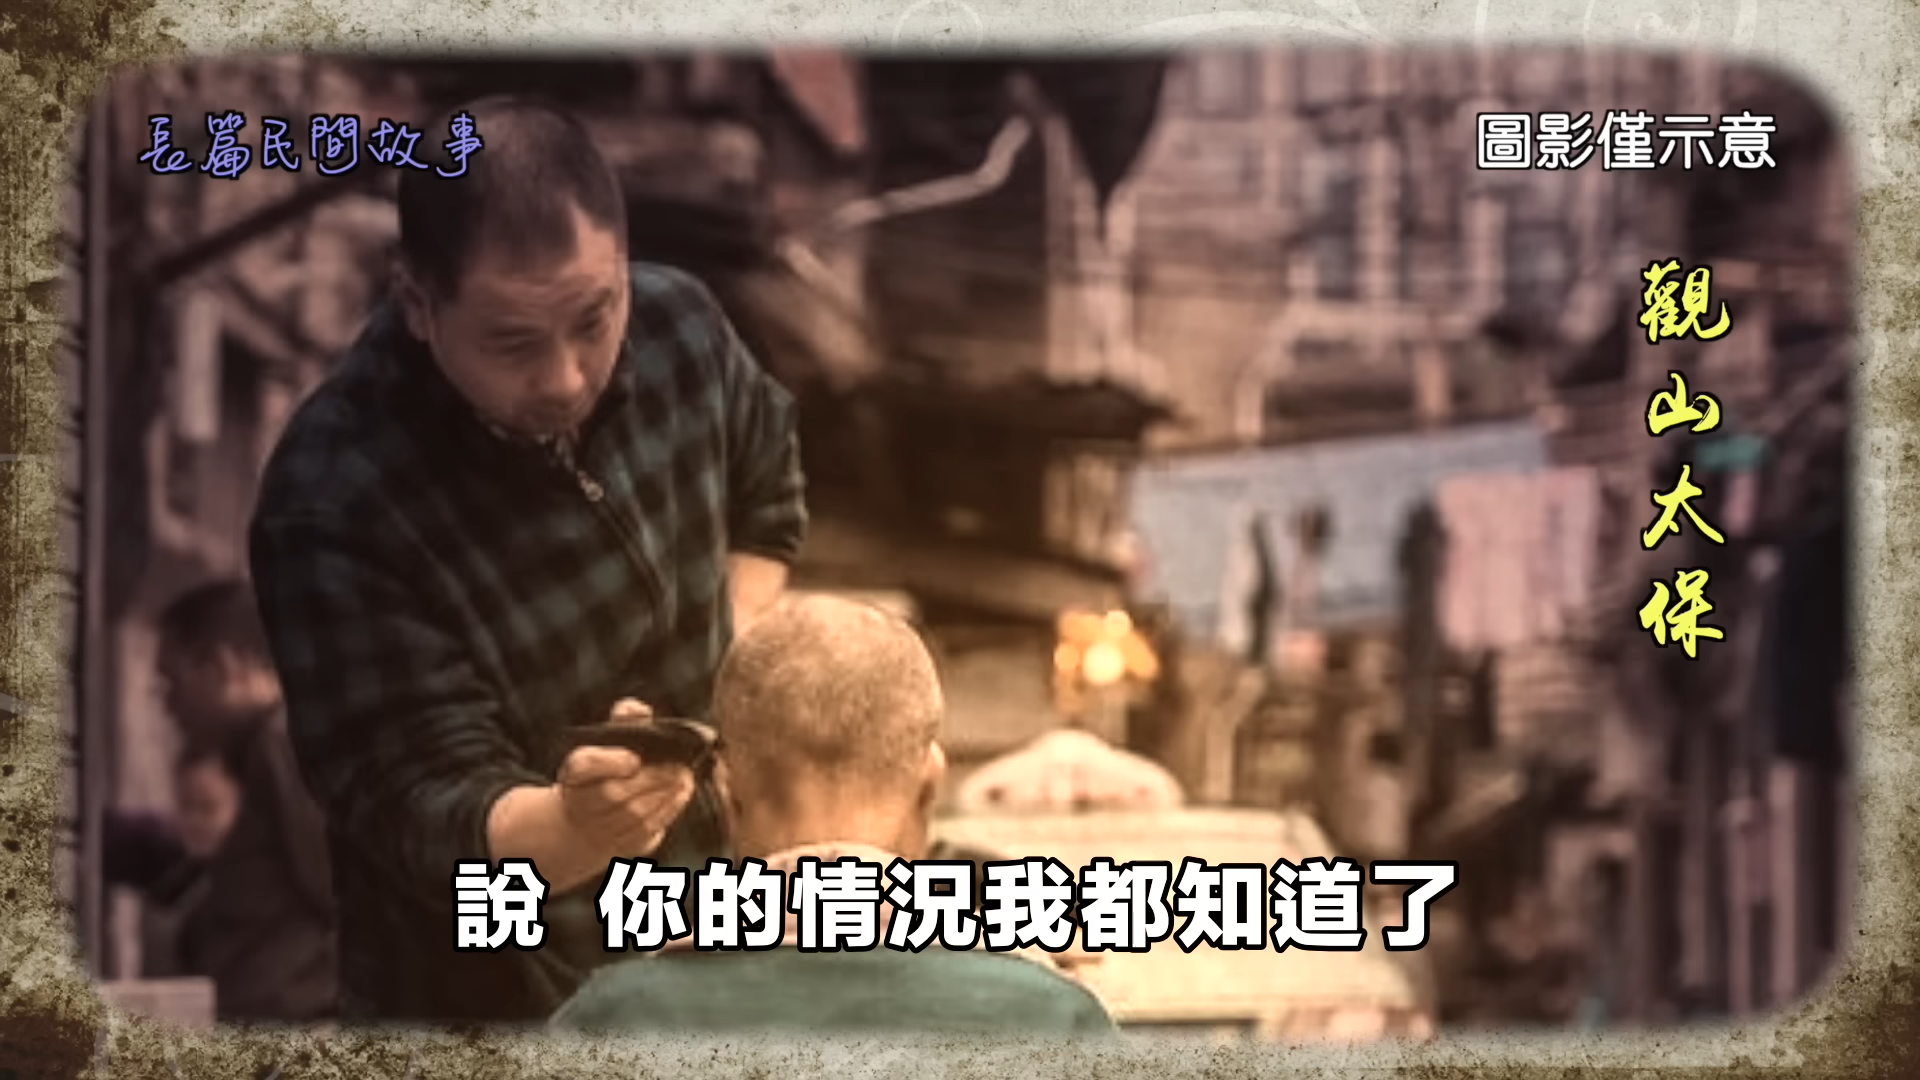 長篇民間故事
圖影僅示意
觀山太保
說 你的情況我都知道了